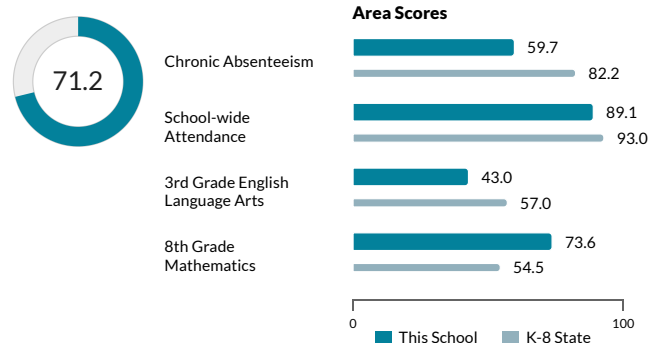 Area Scores
71.2
Chronic Absenteeism
59.7
82.2
School-wide
Attendance
89.1
93.0
3rd Grade English
Language Arts
43.0
57.0
8th Grade
Mathematics
73.6
54.5
0
100
This School
K-8 State